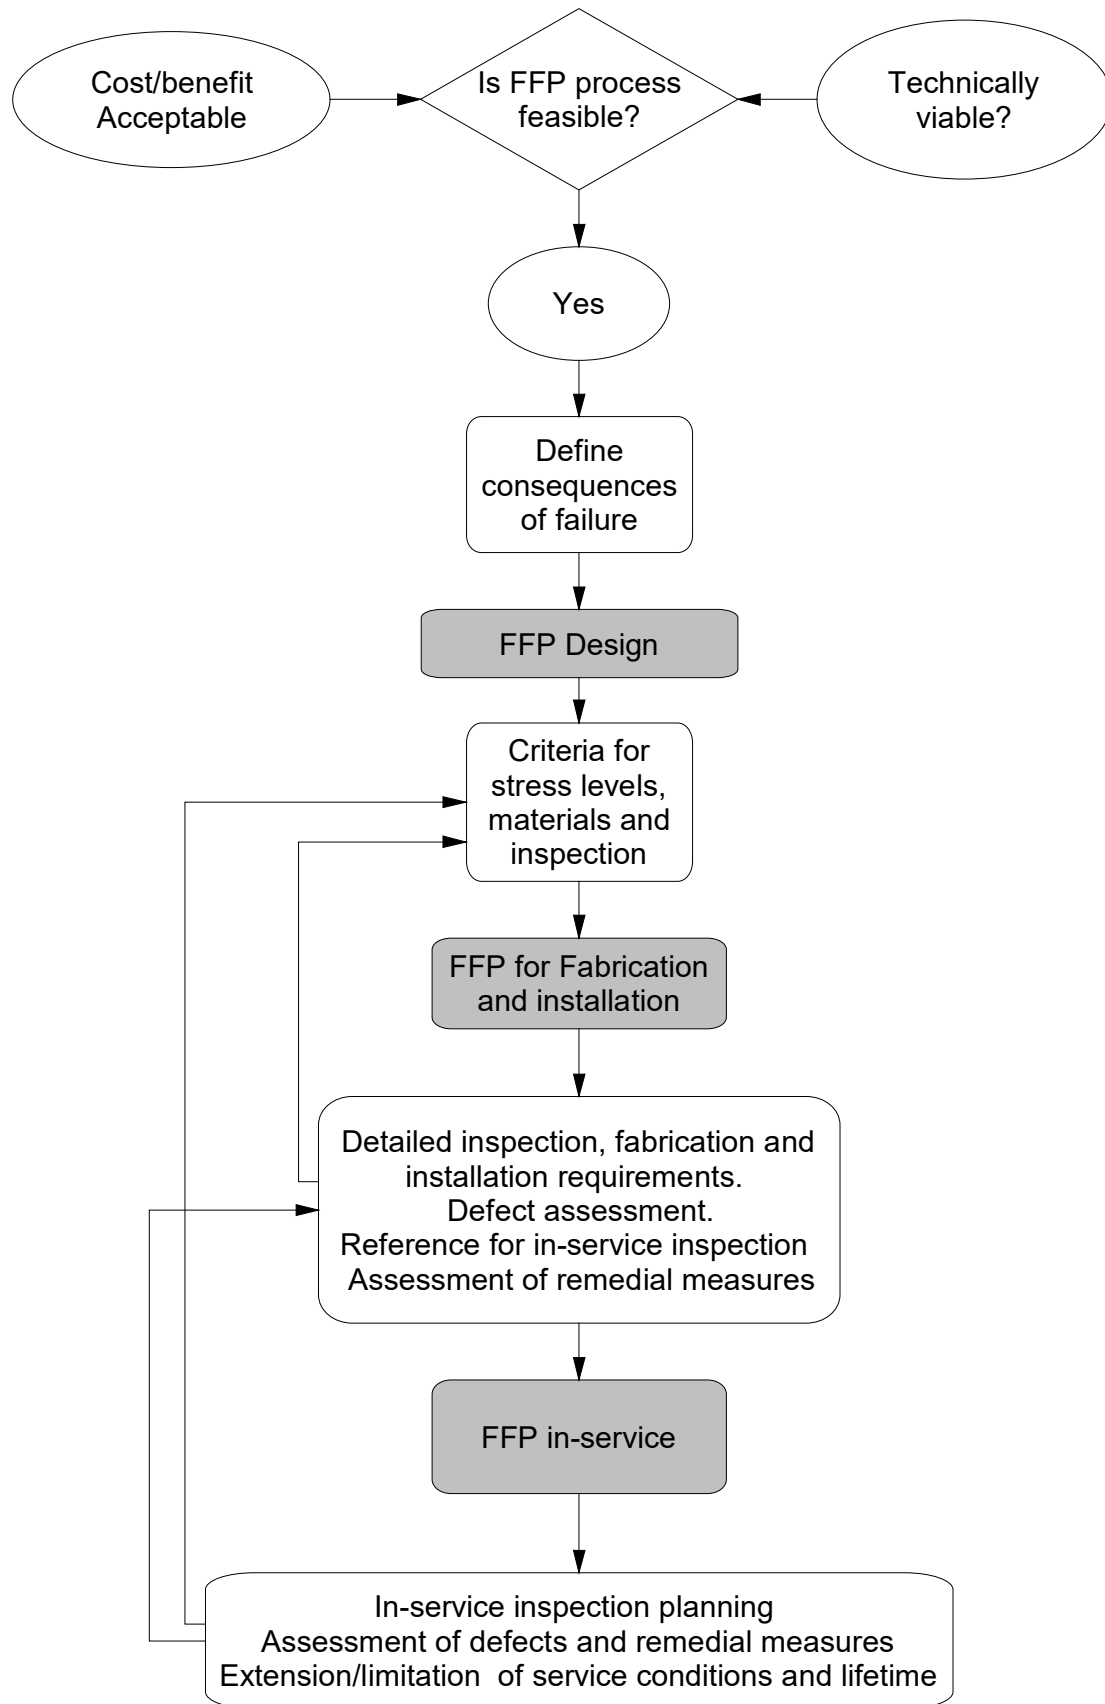 Cost/benefit
Acceptable
Is FFP process
feasible?
Technically
viable?
Yes
Define
consequences
of failure
FFP Design
Criteria for
stress levels,
materials and
inspection
FFP for Fabrication
and installation
Detailed inspection, fabrication and
installation requirements.
Defect assessment.
Reference for in-service inspection
Assessment of remedial measures
FFP in-service
In-service inspection planning
Assessment of defects and remedial measures
Extension/limitation  of service conditions and lifetime